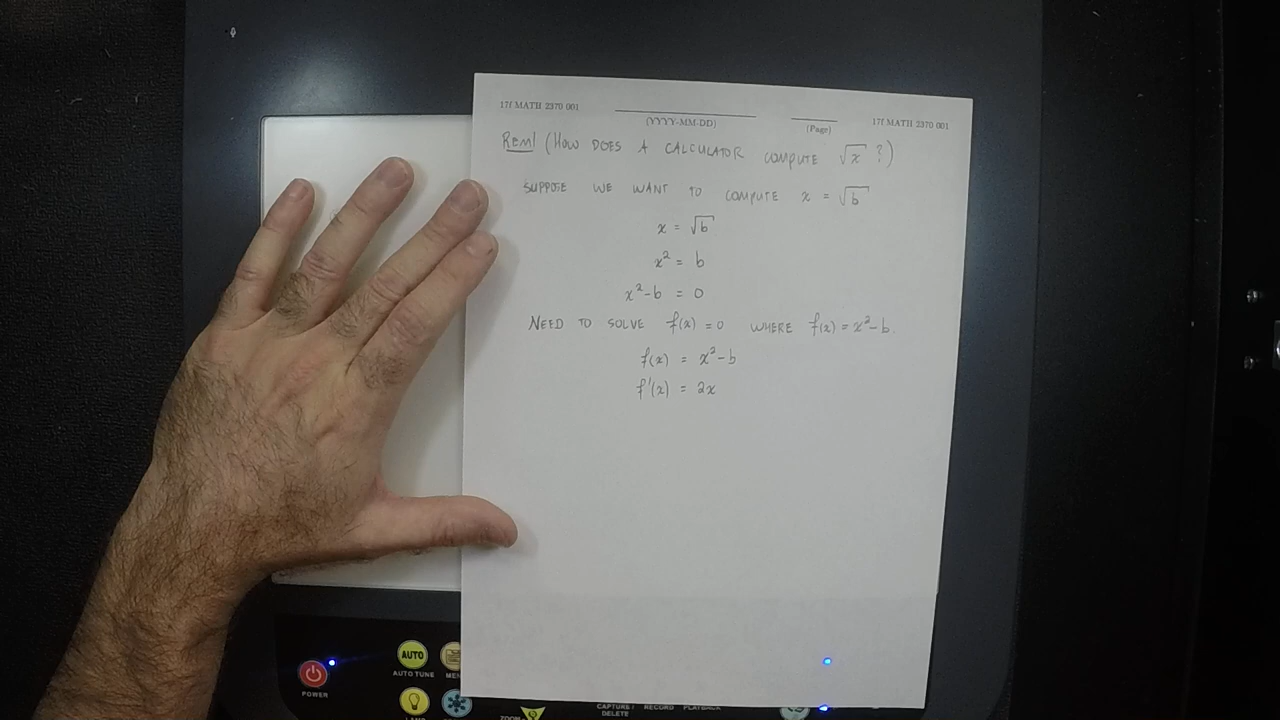 17f MATH 2370 001
(YYYY-MM-DD)
(Page)
17f MATH 2370 001
Rem! (HOW DOES A CALCULATOR COMPUTE √x ?)
SUPPOSE WE WANT TO COMPUTE x = √b
x = √b
x² = b
x²-b = 0
NEED TO SOLVE f(x) = 0 WHERE f(x) = x²-b.
f(x) = x²-b
f'(x) = 2x
AUTO
AUTO TUNE
POWER
ZOOM
CAPTURE/
DELETE
RECORD
PLAYBACK